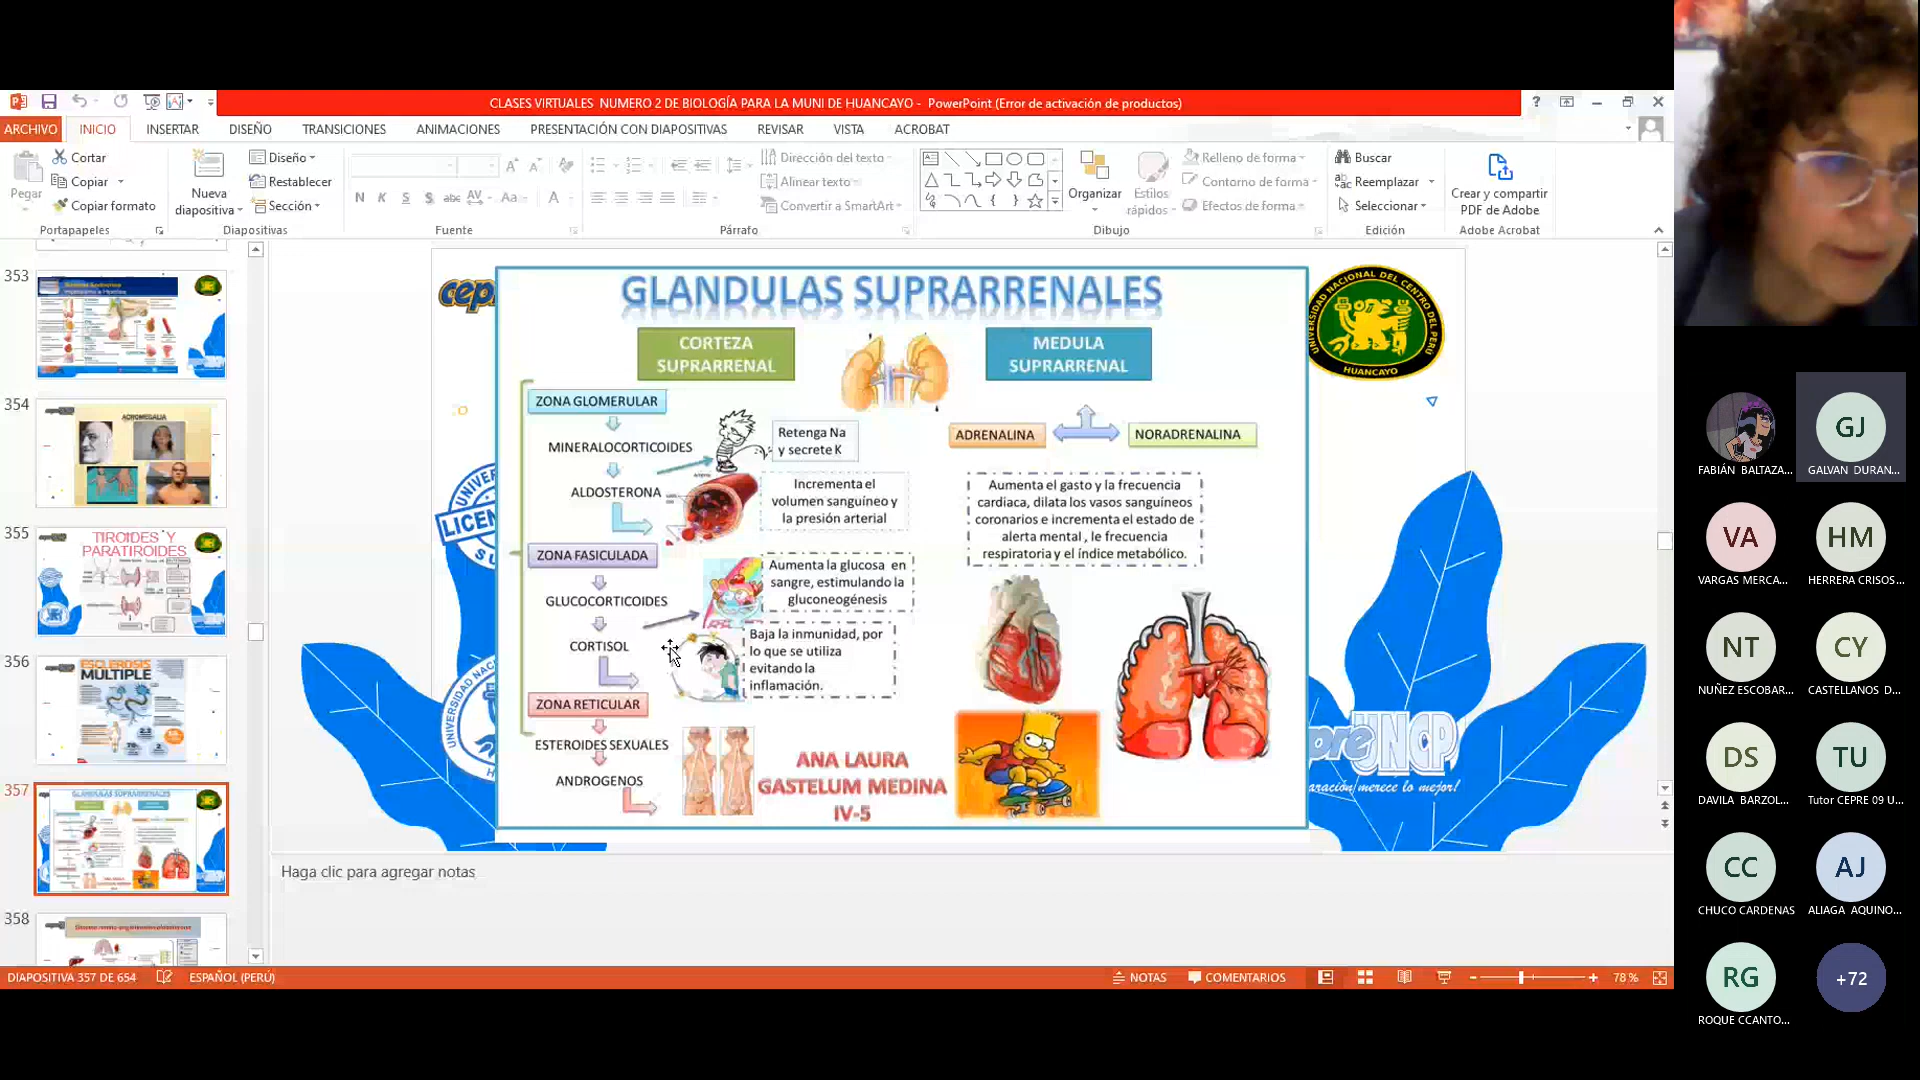 CLASES VIRTUALES NUMERO 2 DE BIOLOGÍA PARA LA MUNI DE HUANCAYO - PowerPoint (Error de activación de productos)
ARCHIVO INICIO INSERTAR DISEÑO TRANSICIONES ANIMACIONES PRESENTACIÓN CON DIAPOSITIVAS REVISAR VISTA ACROBAT
Pegar
Cortar
Copiar
Copiar formato
Portapapeles
Nueva
diapositiva
Diseño
Restablecer
Sección
Diapositivas
N K S S abc AV Aa A
Fuente
Dirección del texto
Alinear texto
Convertir a SmartArt
Párrafo
Organizar
Estilos
rápidos
Relleno de forma
Contorno de forma
Efectos de forma
Dibujo
Buscar
Reemplazar
Seleccionar
Edición
Crear y compartir
PDF de Adobe
Adobe Acrobat
353
354
ACROMEGALIA
355
TIROIDES Y
PARATIROIDES
356
ESCLEROSIS
MÚLTIPLE
357
GLANDULAS SUPRARRENALES
358
GLANDULAS SUPRARRENALES
CORTEZA
SUPRARRENAL
MEDULA
SUPRARRENAL
ZONA GLOMERULAR
MINERALOCORTICOIDES
ALDOSTERONA
Retenga Na
y secrete K
Incrementa el
volumen sanguíneo y
la presión arterial
ZONA FASICULADA
GLUCOCORTICOIDES
CORTISOL
Aumenta la glucosa en
sangre, estimulando la
gluconeogénesis
Baja la inmunidad, por
lo que se utiliza
evitando la
inflamación.
ZONA RETICULAR
ESTEROIDES SEXUALES
ANDROGENOS
ADRENALINA
NORADRENALINA
Aumenta el gasto y la frecuencia
cardiaca, dilata los vasos sanguíneos
coronarios e incrementa el estado de
alerta mental , le frecuencia
respiratoria y el índice metabólico.
ANA LAURA
GASTELUM MEDINA
IV-5
UNIVERSIDAD NACIONAL DEL CENTRO DEL PERU
HUANCAYO
Haga clic para agregar notas
DIAPOSITIVA 357 DE 654
ESPAÑOL (PERÚ)
NOTAS
COMENTARIOS
78 %
FABIÁN BALTAZA...
GJ
GALVAN DURAN...
VA
VARGAS MERCA...
HM
HERRERA CRISOS...
NT
NUÑEZ ESCOBAR...
CY
CASTELLANOS D...
DS
DAVILA BARZOL...
TU
Tutor CEPRE 09 U...
CC
CHUCO CARDENAS
AJ
ALIAGA AQUINO...
RG
ROQUE CCANTO...
+72